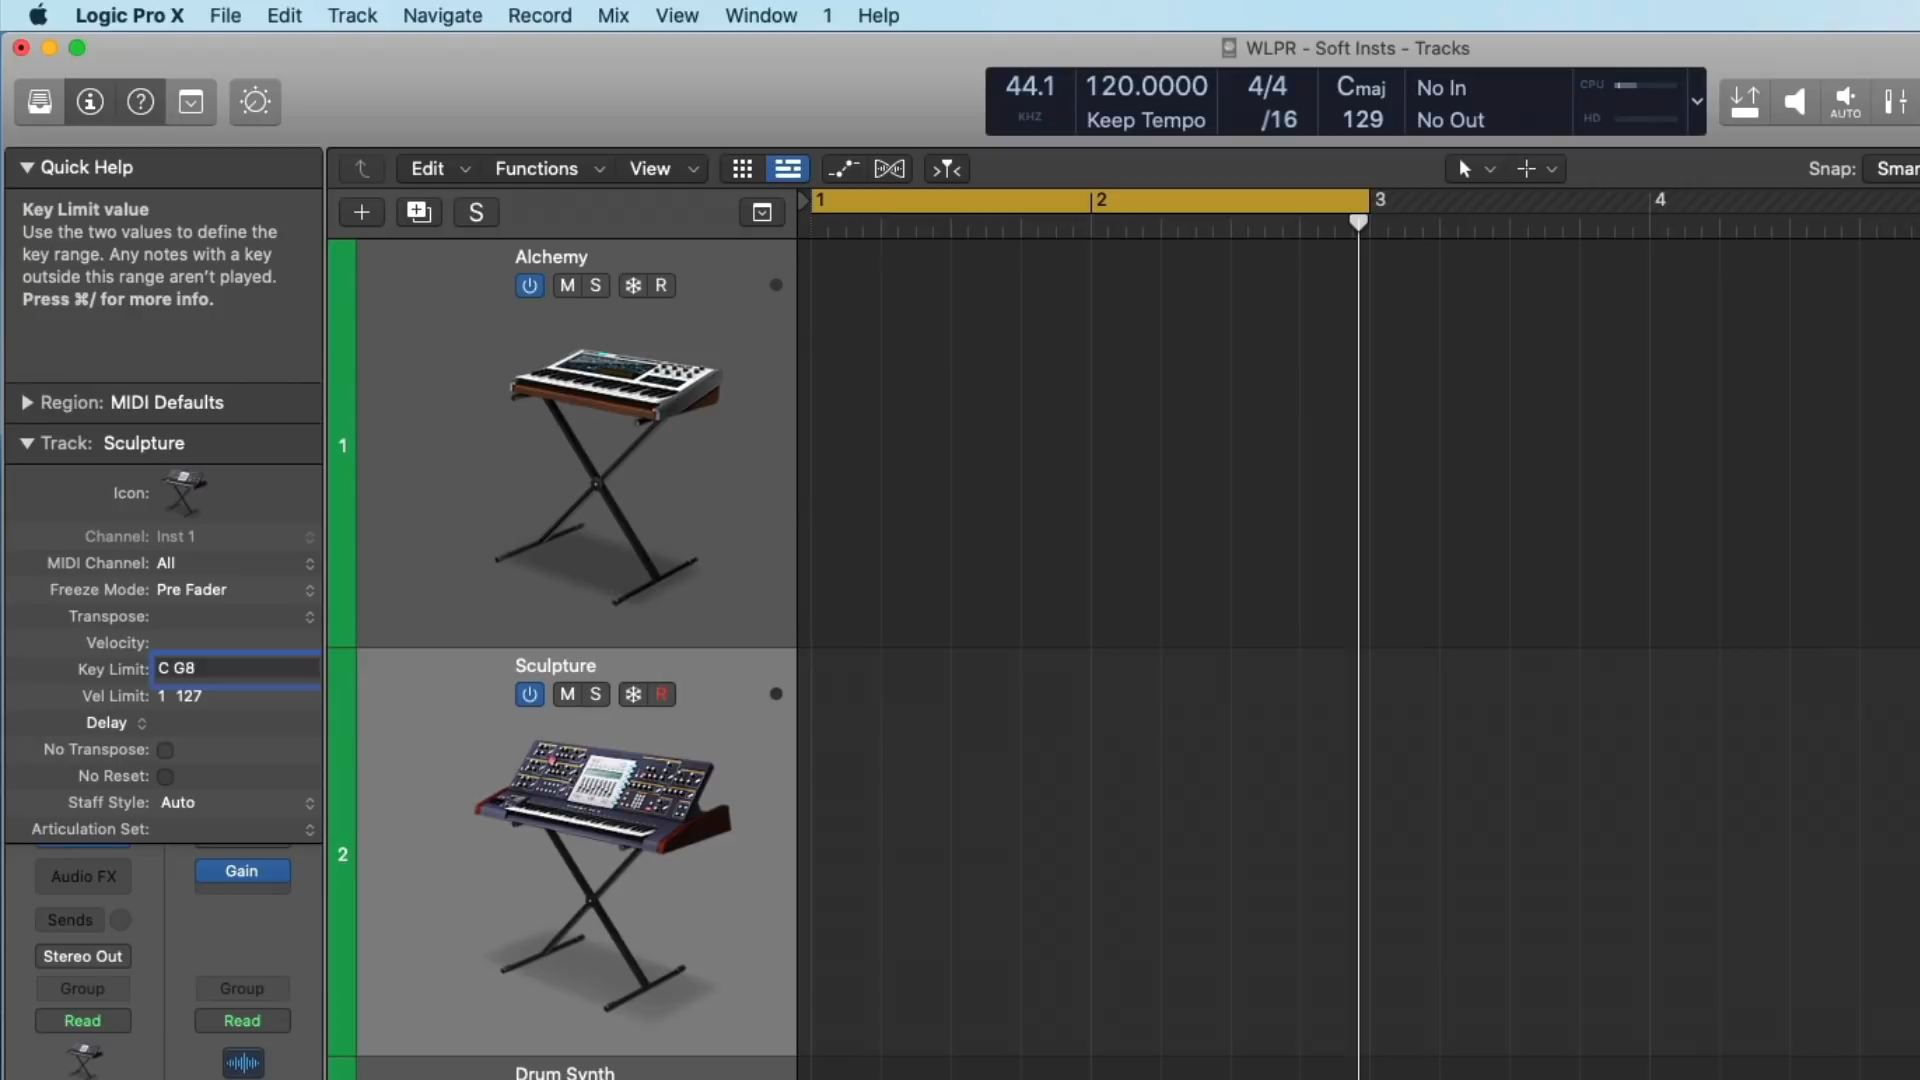 Logic Pro X File Edit Track Navigate Record Mix View Window 1 Help
WLPR - Soft Insts - Tracks
44.1 120.0000 4/4 Cmaj No In CPU
KHZ Keep Tempo /16 129 No Out HD
AUTO
Quick Help
Edit Functions View
Snap: Smar
Key Limit value
Use the two values to define the
key range. Any notes with a key
outside this range aren't played.
Press ⌘/ for more info.
S
1 2 3 4
Region: MIDI Defaults
Track: Sculpture
Icon:
Channel: Inst 1
MIDI Channel: All
Freeze Mode: Pre Fader
Transpose:
Velocity:
Key Limit: C G8
Vel Limit: 1 127
Delay
No Transpose:
No Reset:
Staff Style: Auto
Articulation Set:
Audio FX
Gain
Sends
Stereo Out
Group Group
Read Read
1
Alchemy
M S R
2
Sculpture
M S R
Drum Synth